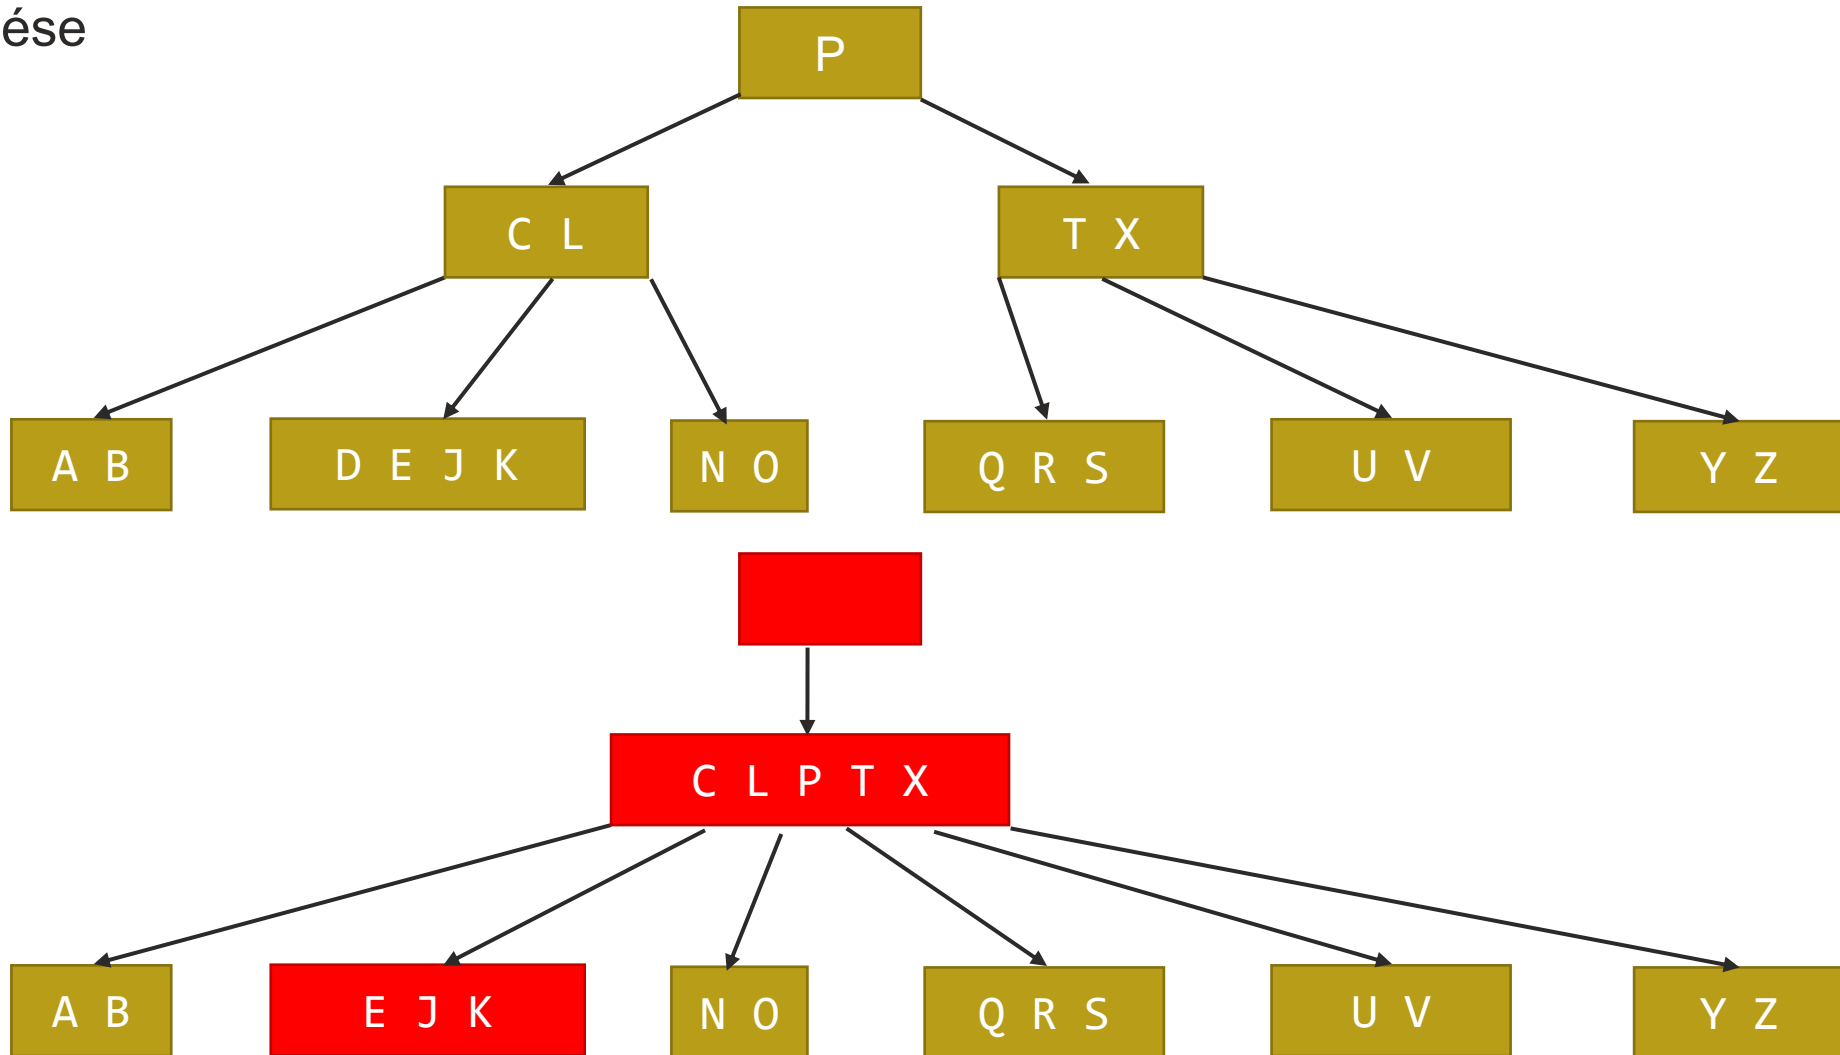 ése
P
C L
T X
A B
D E J K
N O
Q R S
U V
Y Z
C L P T X
A B
E J K
N O
Q R S
U V
Y Z